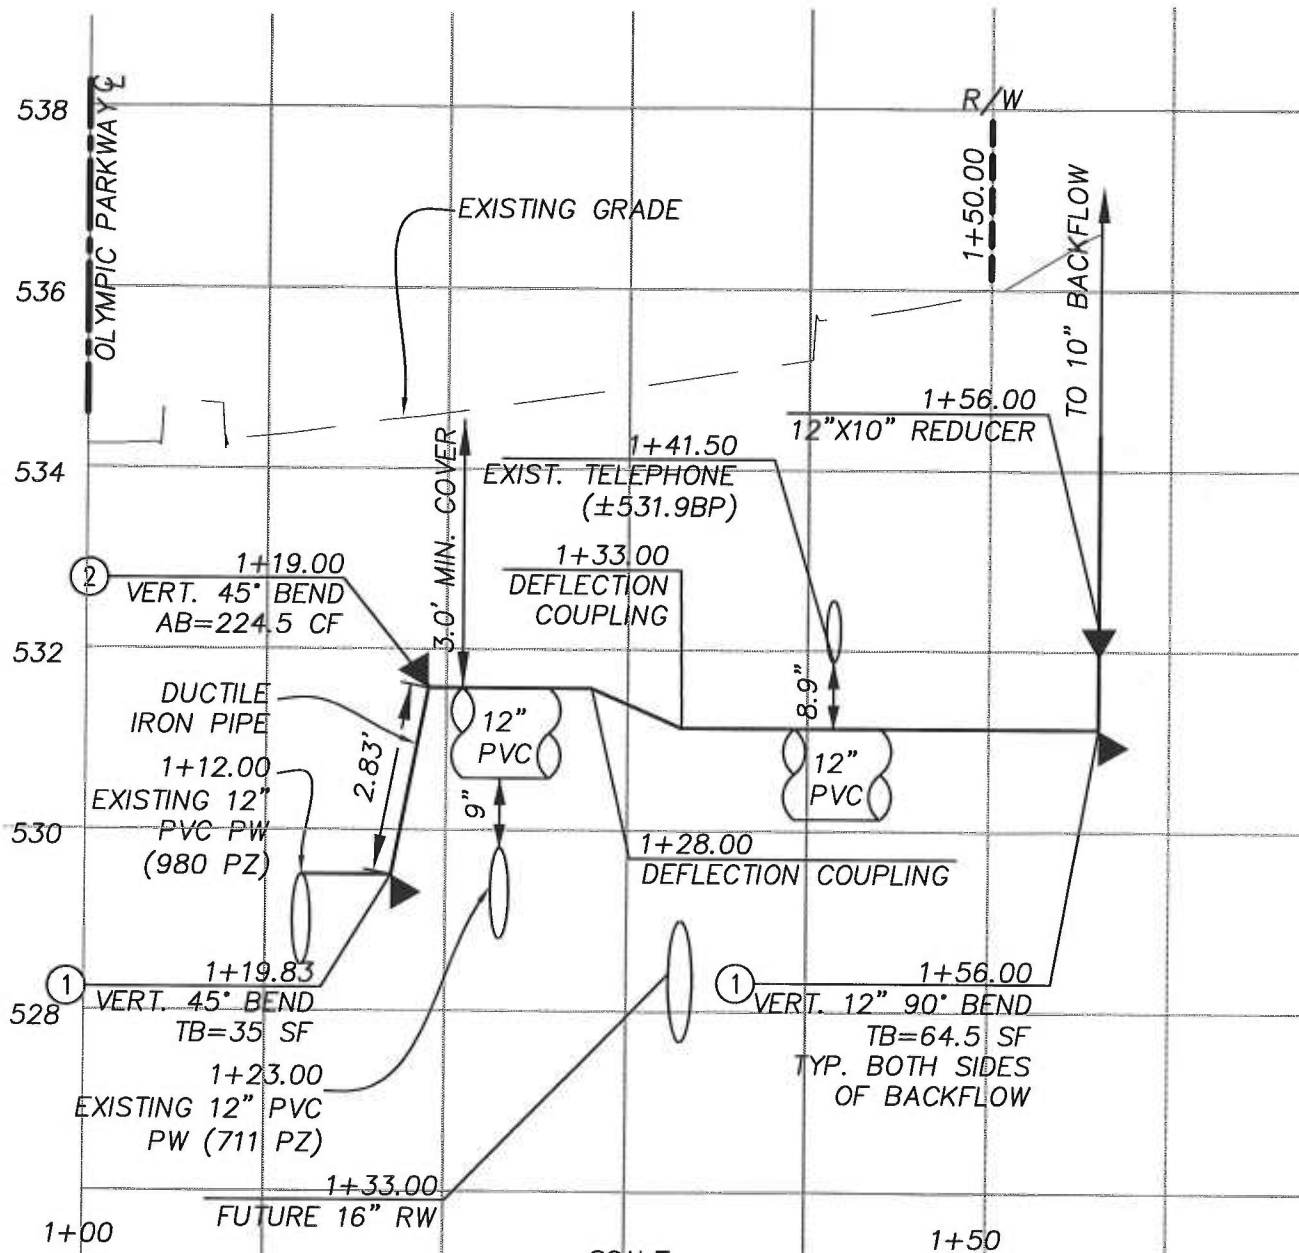 538
536
534
532
530
528
OLYMPIC PARKWAY ℄
EXISTING GRADE
R/W
1+50.00
TO 10" BACKFLOW
1+56.00
12"X10" REDUCER
3.0' MIN. COVER
1+41.50
EXIST. TELEPHONE
(±531.9BP)
2
1+19.00
VERT. 45° BEND
AB=224.5 CF
1+33.00
DEFLECTION
COUPLING
DUCTILE
IRON PIPE
2.83'
12"
PVC
8.9"
12"
PVC
1+12.00
EXISTING 12"
PVC PW
(980 PZ)
9"
1+28.00
DEFLECTION COUPLING
1
1+19.83
VERT. 45° BEND
TB=35 SF
1
1+56.00
VERT. 12" 90° BEND
TB=64.5 SF
TYP. BOTH SIDES
OF BACKFLOW
1+23.00
EXISTING 12" PVC
PW (711 PZ)
1+33.00
FUTURE 16" RW
1+00
1+50